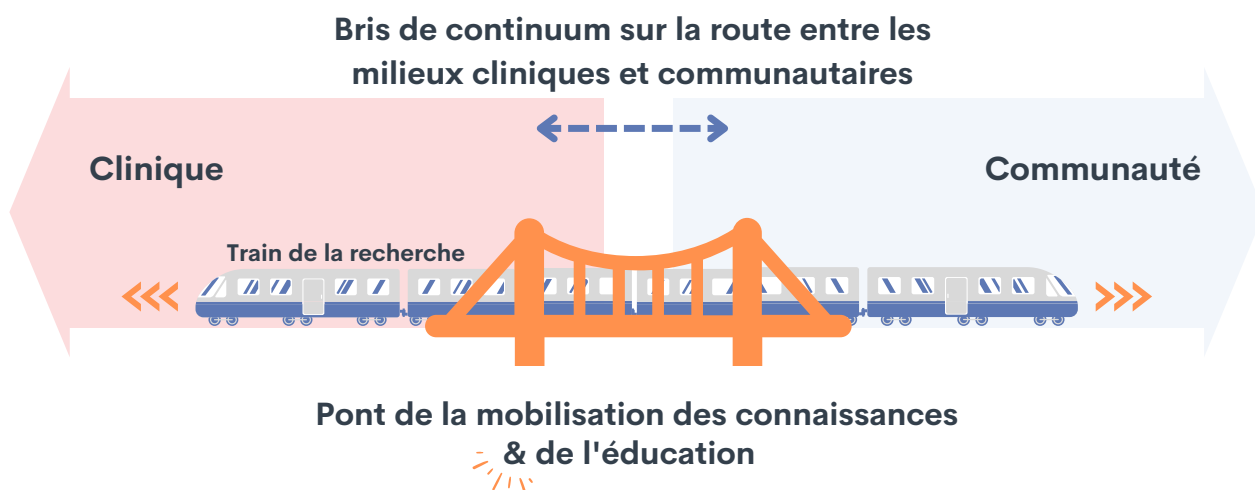 Bris de continuum sur la route entre les
milieux cliniques et communautaires
Clinique
Communauté
Train de la recherche
Pont de la mobilisation des connaissances
& de l'éducation